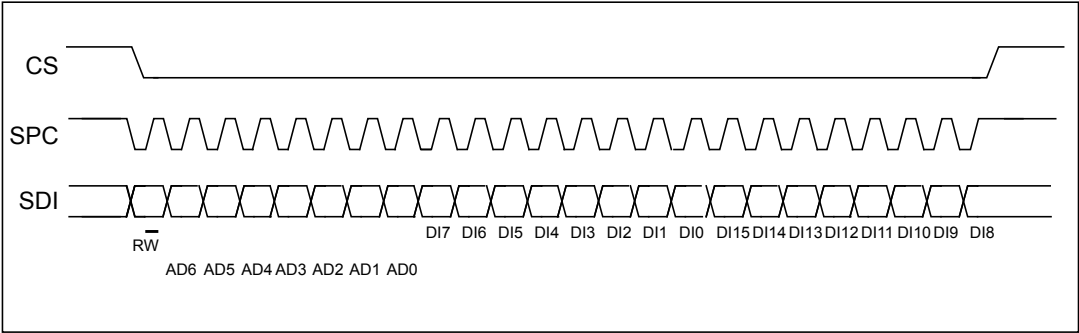 CS
SPC
SDI
DI7 DI6 DI5 DI4 DI3 DI2 DI1 DI0 DI15 DI14 DI13 DI12 DI11 DI10 DI9 DI8
RW̅
AD6 AD5 AD4 AD3 AD2 AD1 AD0